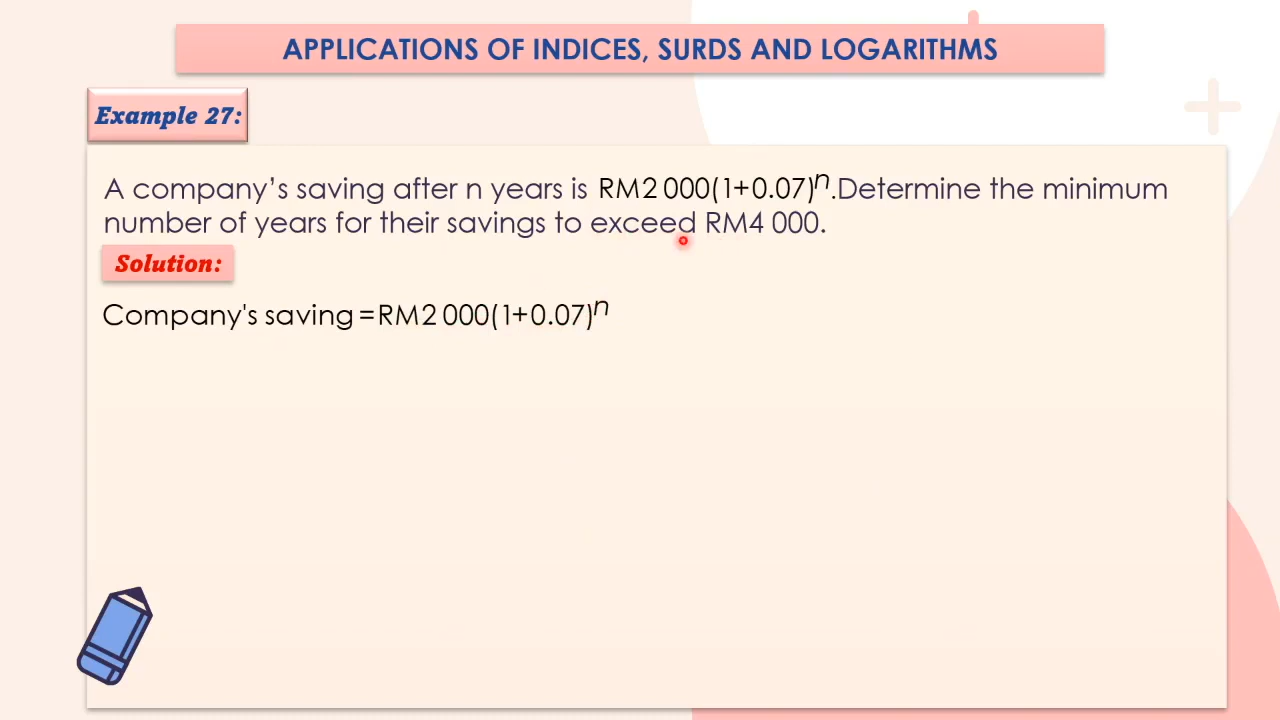 APPLICATIONS OF INDICES, SURDS AND LOGARITHMS
Example 27:
A company’s saving after n years is RM2 000(1+0.07)ⁿ.Determine the minimum
number of years for their savings to exceed RM4 000.
Solution:
Company's saving =RM2 000(1+0.07)ⁿ